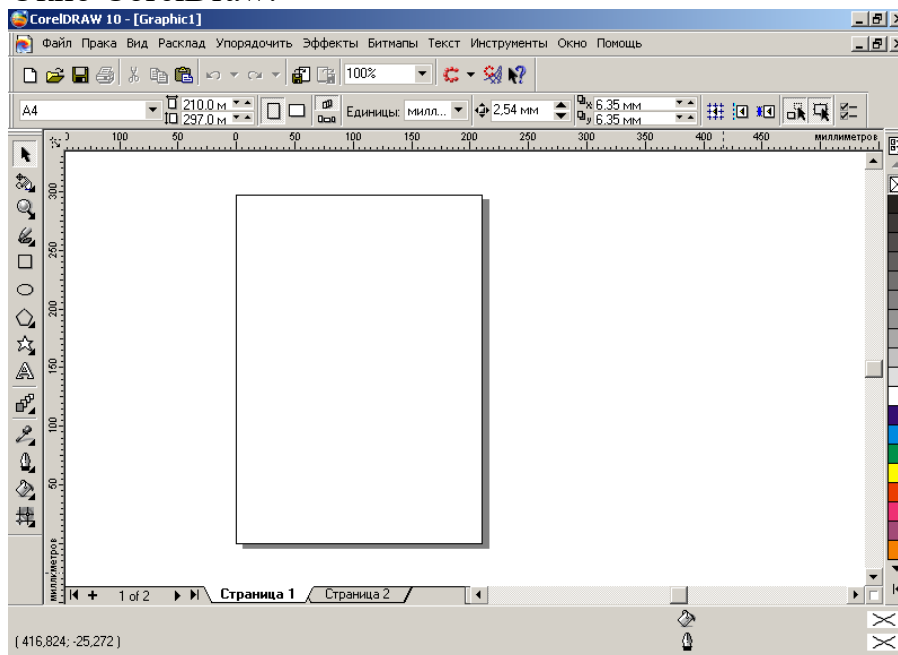 CorelDRAW 10 - [Graphic1]
Файл Прака Вид Расклад Упорядочить Эффекты Битмапы Текст Инструменты Окно Помощь
100%
A4 210.0 м 297.0 м Единицы: милл... 2,54 мм x 6.35 мм y 6.35 мм
100 50 0 50 100 150 200 250 300 350 400 450 миллиметров
300
250
200
150
100
50
миллиметров
1 of 2 Страница 1 Страница 2
( 416,824; -25,272 )